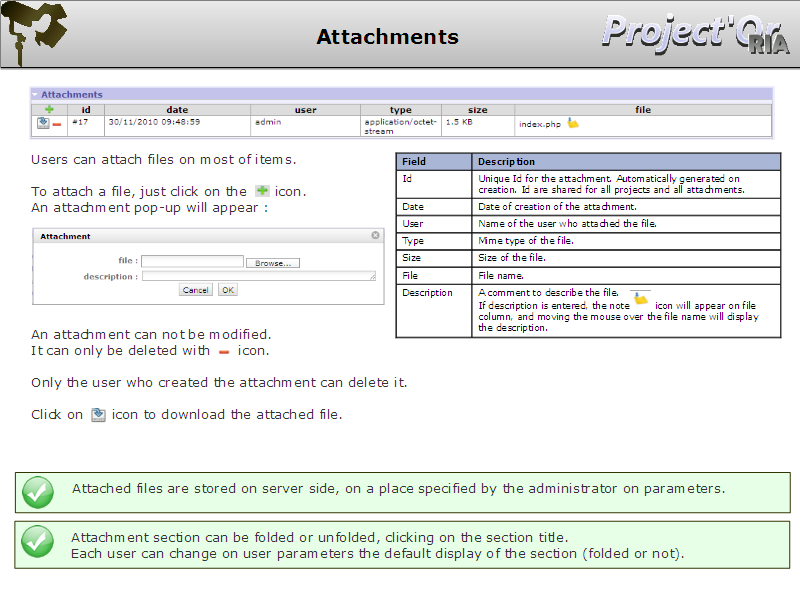 Attachments
Project'Or
RIA
Attachments
id date user type size file
#17 30/11/2010 09:48:59 admin application/octet-stream 1.5 KB index.php
Users can attach files on most of items.
To attach a file, just click on the icon.
An attachment pop-up will appear :
Attachment
file : Browse...
description :
Cancel OK
An attachment can not be modified.
It can only be deleted with icon.
Only the user who created the attachment can delete it.
Click on icon to download the attached file.
Field Description
Id Unique Id for the attachment. Automatically generated on
creation. Id are shared for all projects and all attachments.
Date Date of creation of the attachment.
User Name of the user who attached the file.
Type Mime type of the file.
Size Size of the file.
File File name.
Description A comment to describe the file.
If description is entered, the note icon will appear on file
column, and moving the mouse over the file name will display
the description.
Attached files are stored on server side, on a place specified by the administrator on parameters.
Attachment section can be folded or unfolded, clicking on the section title.
Each user can change on user parameters the default display of the section (folded or not).